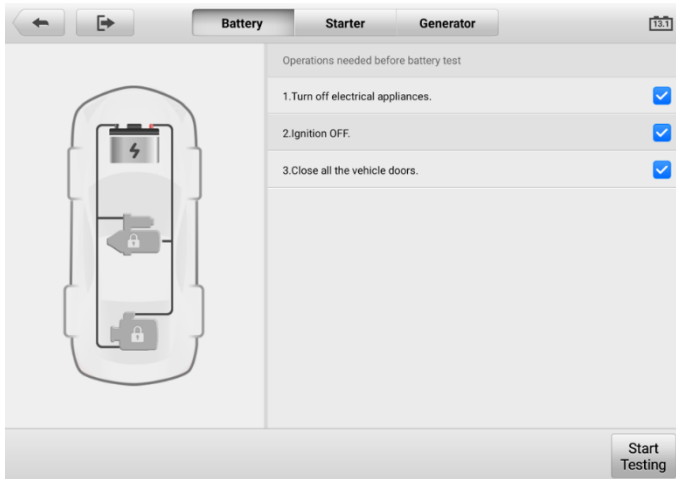 Battery
Starter
Generator
13.1
Operations needed before battery test
1.Turn off electrical appliances.
2.Ignition OFF.
3.Close all the vehicle doors.
Start
Testing